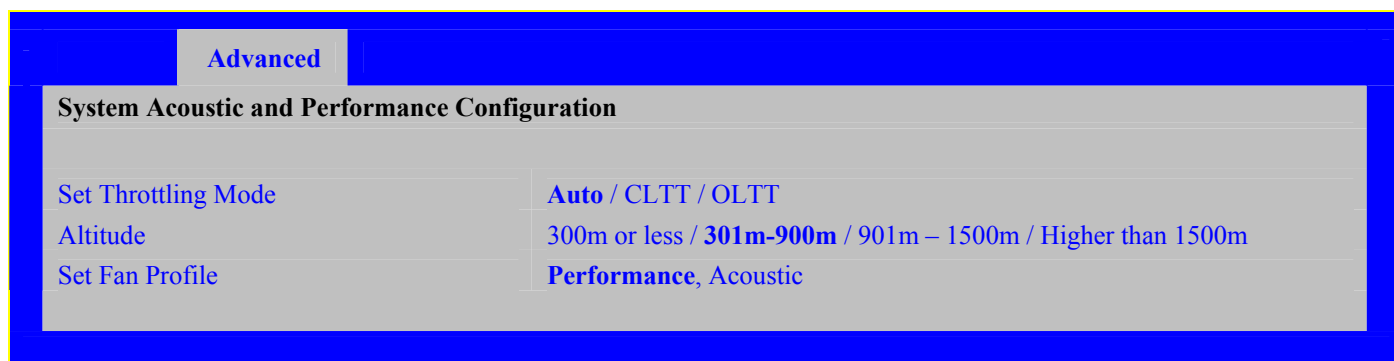 Advanced
System Acoustic and Performance Configuration
Set Throttling Mode Auto / CLTT / OLTT
Altitude 300m or less / 301m-900m / 901m – 1500m / Higher than 1500m
Set Fan Profile Performance, Acoustic